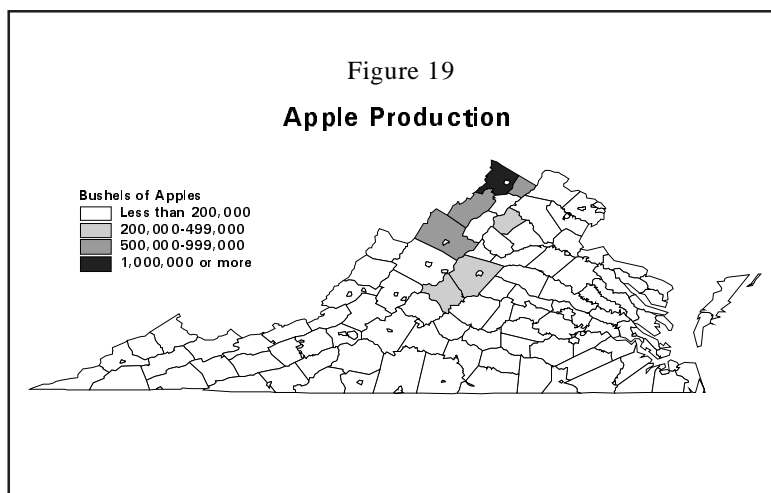 Figure 19
Apple Production
Bushels of Apples
Less than 200,000
200,000-499,000
500,000-999,000
1,000,000 or more